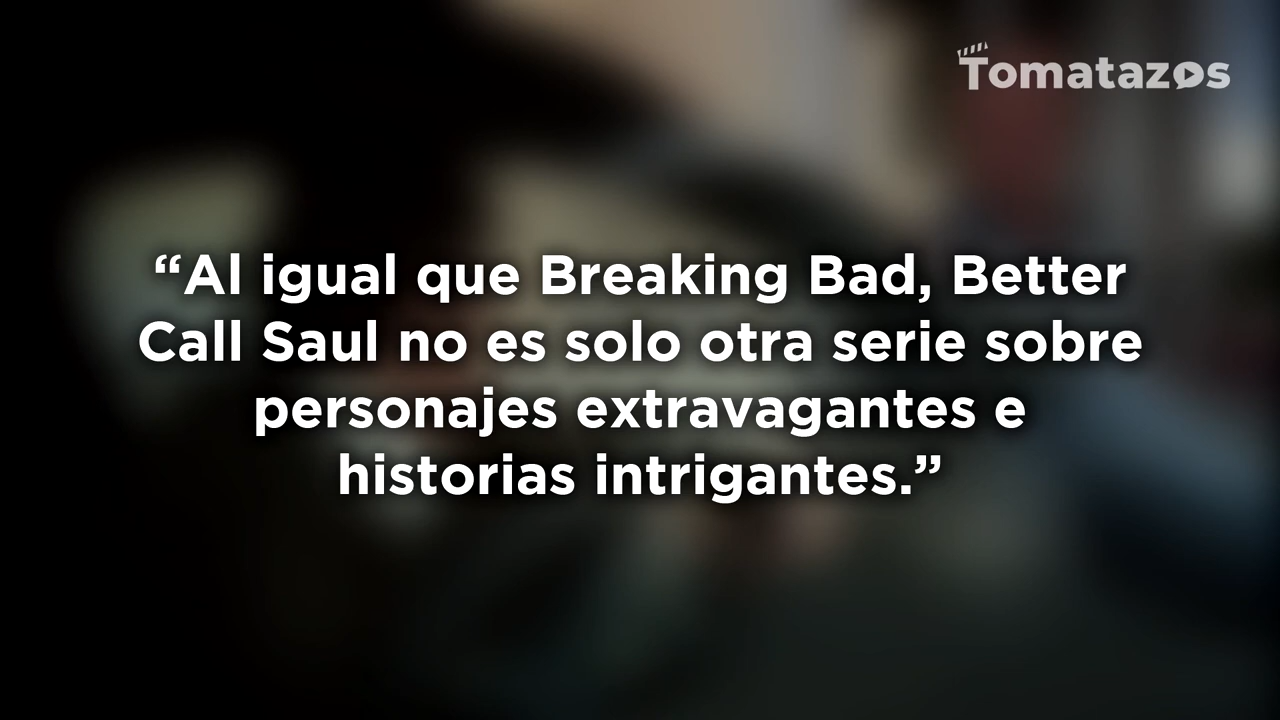 Tomatazos
“Al igual que Breaking Bad, Better
Call Saul no es solo otra serie sobre
personajes extravagantes e
historias intrigantes.”